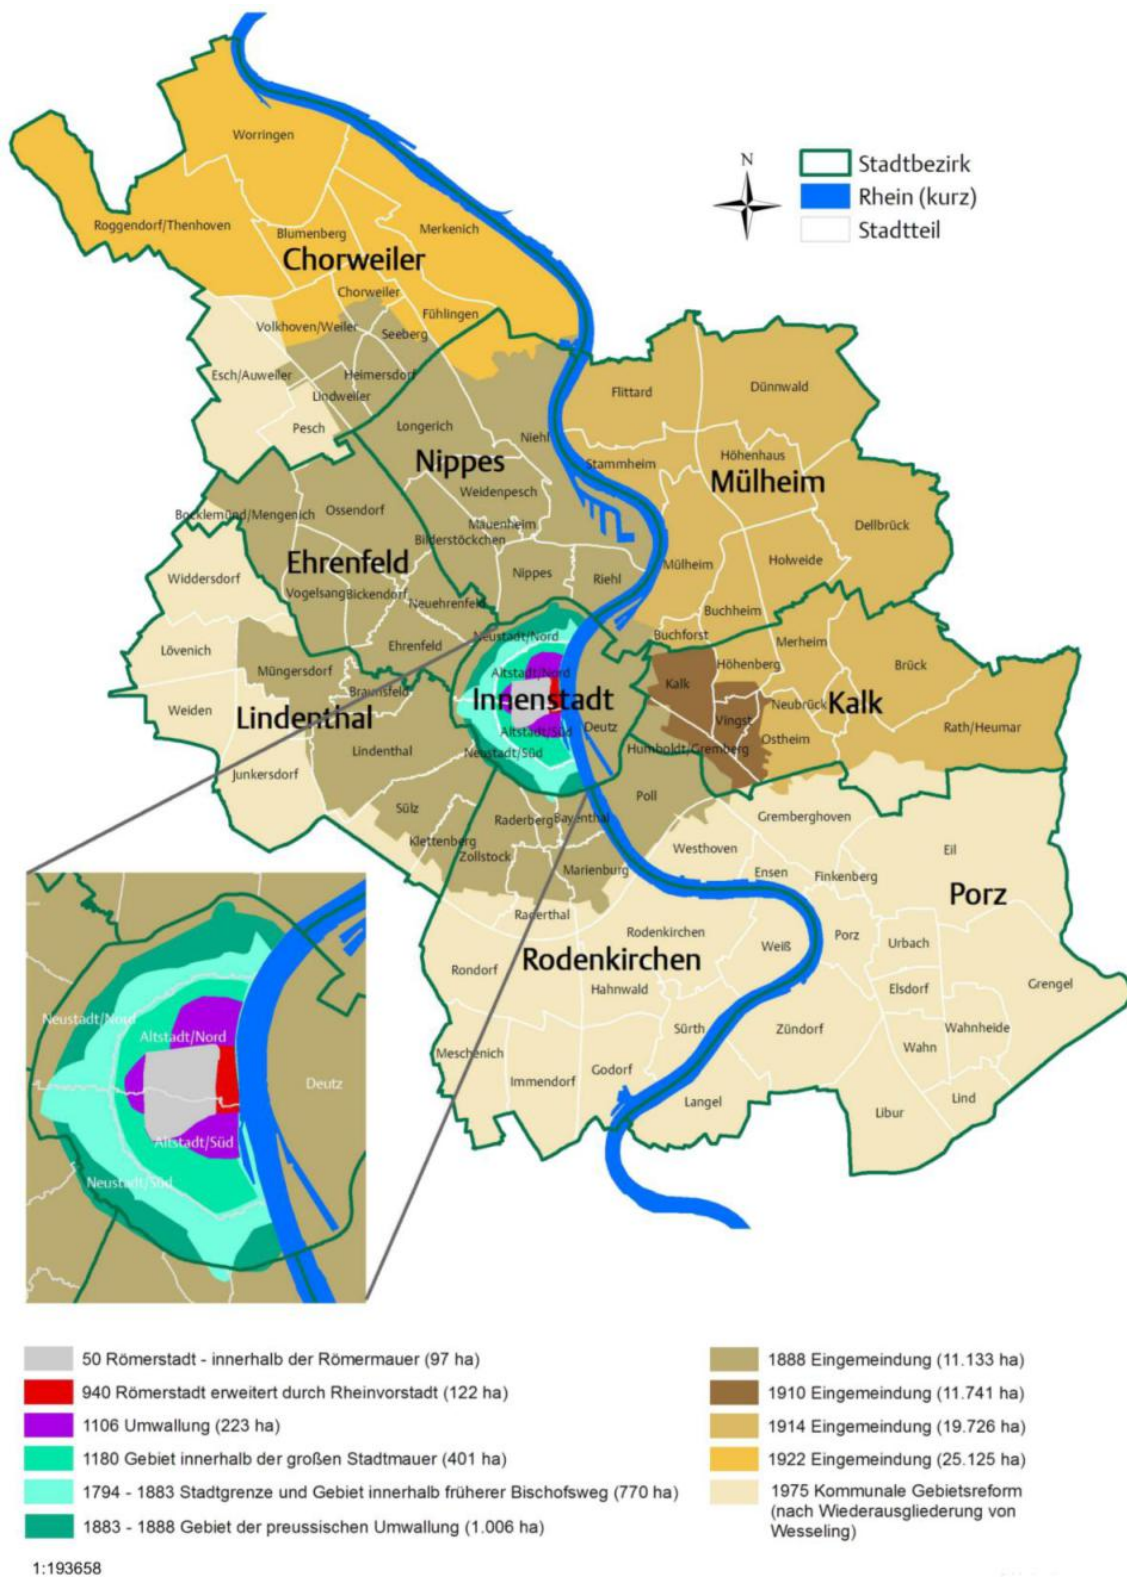 N
Stadtbezirk
Rhein (kurz)
Stadtteil
Worringen
Roggendorf/Thenhoven
Blumenberg
Merkenich
Chorweiler
Chorweiler
Fühlingen
Volkhoven/Weiler
Seeberg
Esch/Auweiler
Heimersdorf
Lindweiler
Pesch
Longerich
Niehl
Flittard
Dünnwald
Nippes
Stammheim
Höhenhaus
Mülheim
Weidenpesch
Bocklemünd/Mengenich
Ossendorf
Mauenheim
Bilderstöckchen
Dellbrück
Ehrenfeld
Widdersdorf
Nippes
Riehl
Mülheim
Holweide
Vogelsang
Bickendorf
Neuehrenfeld
Buchheim
Ehrenfeld
Neustadt/Nord
Buchforst
Merheim
Lövenich
Müngersdorf
Altstadt/Nord
Höhenberg
Brück
Braunsfeld
Innenstadt
Kalk
Neubrück
Kalk
Weiden
Lindenthal
Vingst
Deutz
Rath/Heumar
Altstadt/Süd
Ostheim
Lindenthal
Neustadt/Süd
Humboldt/Gremberg
Junkersdorf
Poll
Sülz
Raderberg
Bayenthal
Gremberghoven
Klettenberg
Zollstock
Westhoven
Eil
Marienburg
Ensen
Finkenberg
Porz
Raderthal
Rodenkirchen
Weiß
Porz
Urbach
Rodenkirchen
Rondorf
Hahnwald
Elsdorf
Grengel
Sürth
Zündorf
Wahnheide
Meschenich
Wahn
Immendorf
Godorf
Langel
Libur
Lind
Neustadt/Nord
Altstadt/Nord
Deutz
Altstadt/Süd
Neustadt/Süd
50 Römerstadt - innerhalb der Römermauer (97 ha)
940 Römerstadt erweitert durch Rheinvorstadt (122 ha)
1106 Umwallung (223 ha)
1180 Gebiet innerhalb der großen Stadtmauer (401 ha)
1794 - 1883 Stadtgrenze und Gebiet innerhalb früherer Bischofsweg (770 ha)
1883 - 1888 Gebiet der preussischen Umwallung (1.006 ha)
1888 Eingemeindung (11.133 ha)
1910 Eingemeindung (11.741 ha)
1914 Eingemeindung (19.726 ha)
1922 Eingemeindung (25.125 ha)
1975 Kommunale Gebietsreform
(nach Wiederausgliederung von
Wesseling)
1:193658